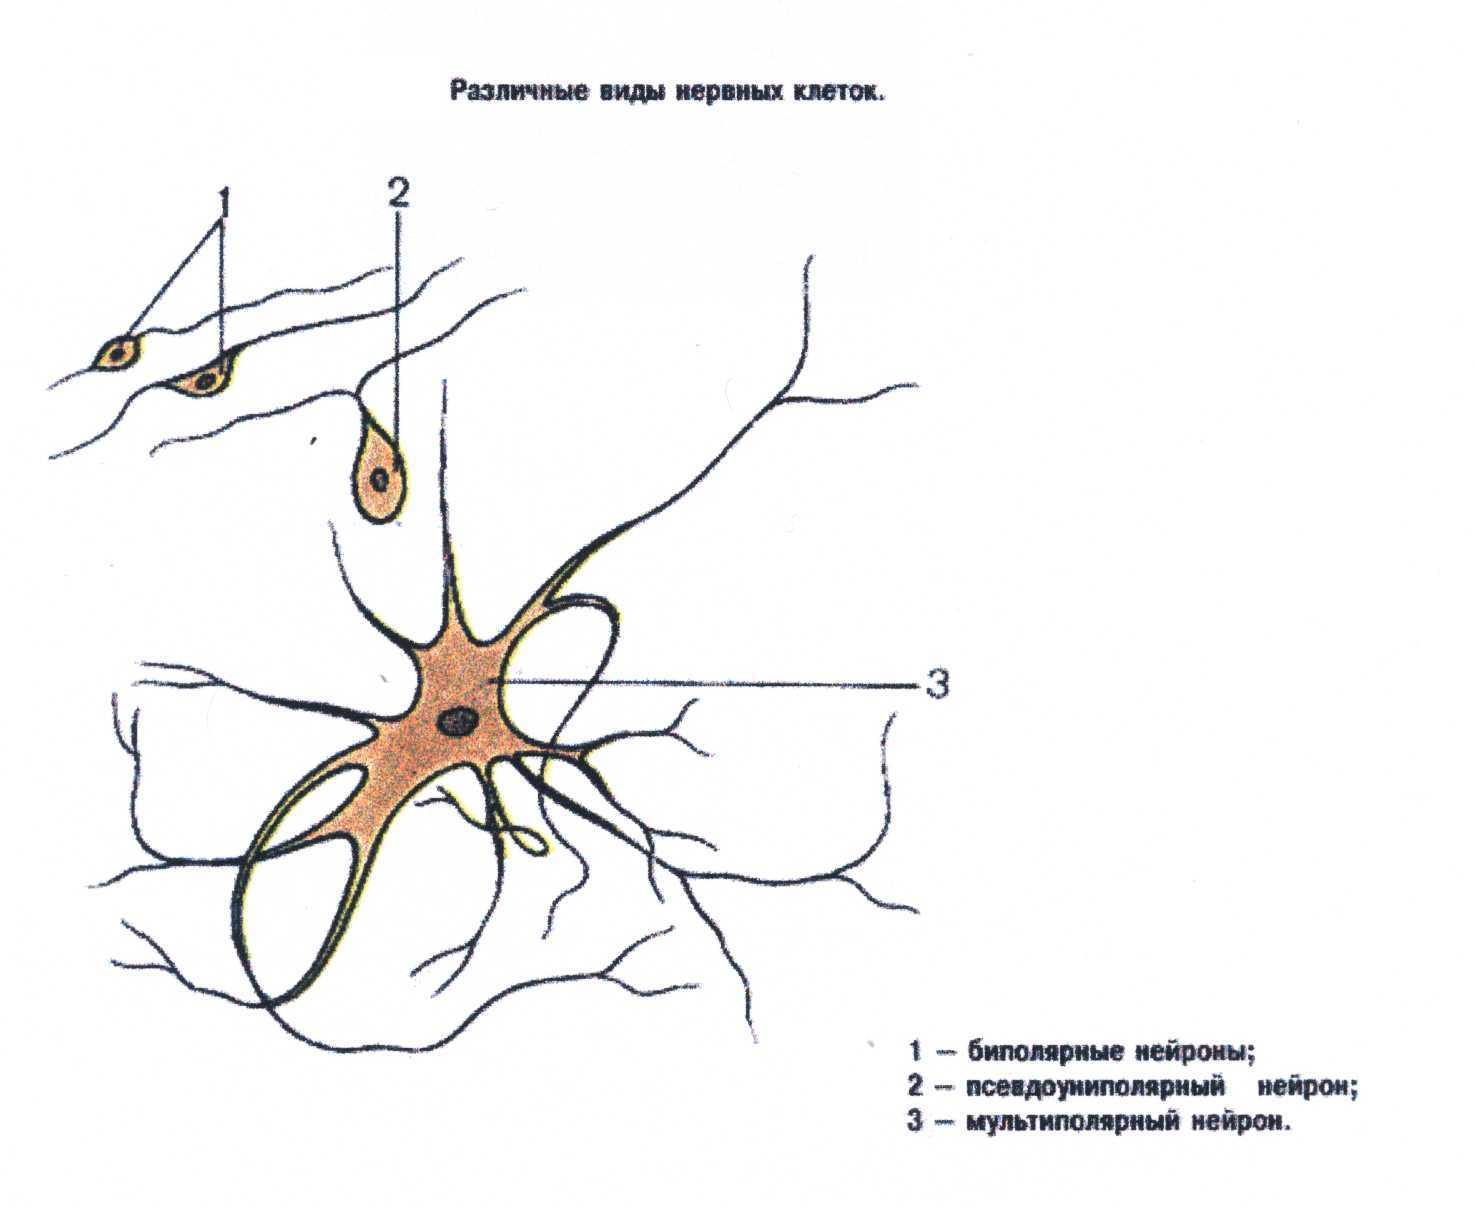 Различные виды нервных клеток.
1
2
3
1 — биполярные нейроны;
2 — псевдоуниполярный нейрон;
3 — мультиполярный нейрон.